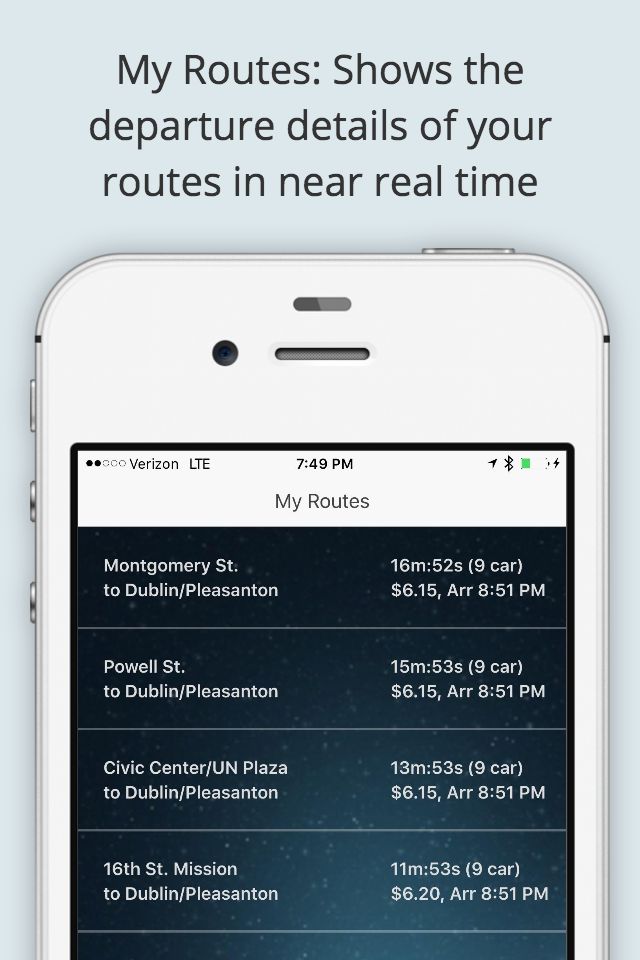 My Routes: Shows the
departure details of your
routes in near real time
Verizon LTE 7:49 PM
My Routes
Montgomery St. 16m:52s (9 car)
to Dublin/Pleasanton $6.15, Arr 8:51 PM
Powell St. 15m:53s (9 car)
to Dublin/Pleasanton $6.15, Arr 8:51 PM
Civic Center/UN Plaza 13m:53s (9 car)
to Dublin/Pleasanton $6.15, Arr 8:51 PM
16th St. Mission 11m:53s (9 car)
to Dublin/Pleasanton $6.20, Arr 8:51 PM